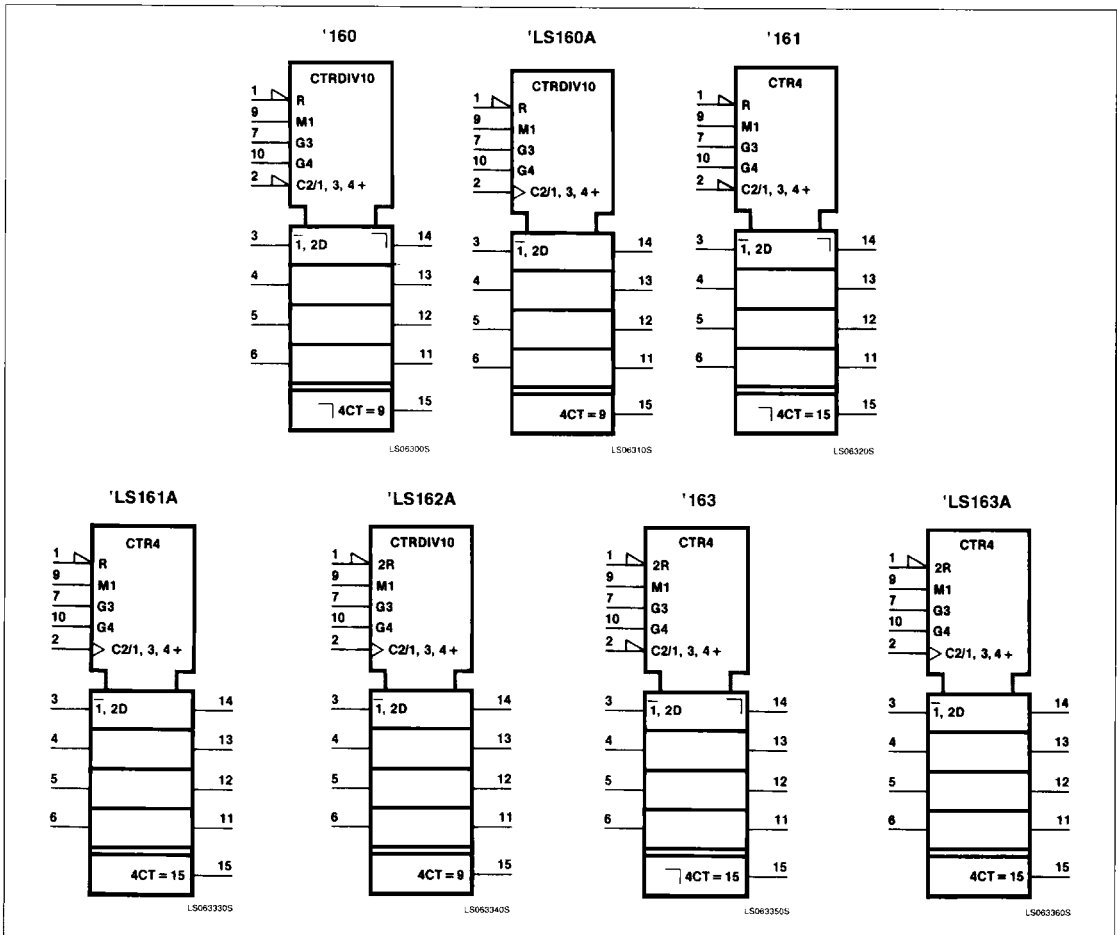 '160
'LS160A
'161
CTRDIV10
1 R
9 M1
7 G3
10 G4
2 C2/1, 3, 4 +
3 1̅, 2D 14
4 13
5 12
6 11
4CT = 9 15
LS06300S
CTRDIV10
1 R
9 M1
7 G3
10 G4
2 C2/1, 3, 4 +
3 1̅, 2D 14
4 13
5 12
6 11
4CT = 9 15
LS06310S
CTR4
1 R
9 M1
7 G3
10 G4
2 C2/1, 3, 4 +
3 1̅, 2D 14
4 13
5 12
6 11
4CT = 15 15
LS06320S
'LS161A
'LS162A
'163
'LS163A
CTR4
1 R
9 M1
7 G3
10 G4
2 C2/1, 3, 4 +
3 1̅, 2D 14
4 13
5 12
6 11
4CT = 15 15
LS06330S
CTRDIV10
1 2R
9 M1
7 G3
10 G4
2 C2/1, 3, 4 +
3 1̅, 2D 14
4 13
5 12
6 11
4CT = 9 15
LS06340S
CTR4
1 2R
9 M1
7 G3
10 G4
2 C2/1, 3, 4 +
3 1̅, 2D 14
4 13
5 12
6 11
4CT = 15 15
LS06350S
CTR4
1 2R
9 M1
7 G3
10 G4
2 C2/1, 3, 4 +
3 1̅, 2D 14
4 13
5 12
6 11
4CT = 15 15
LS06360S